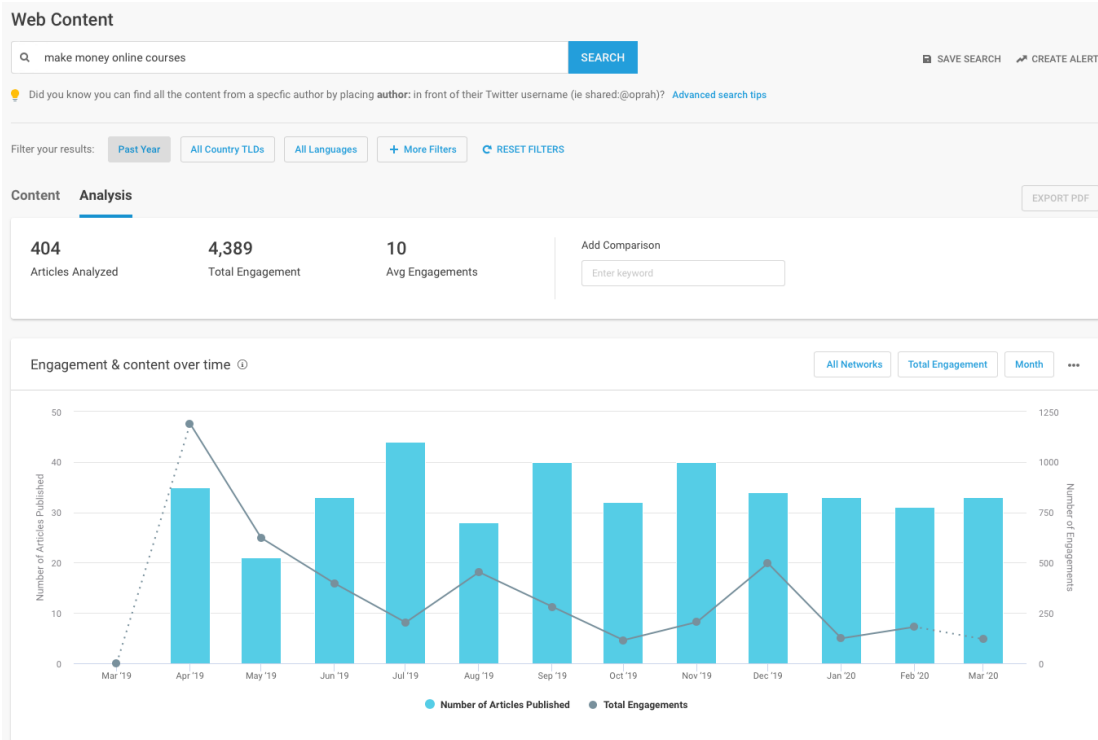 Web Content
make money online courses
SEARCH
SAVE SEARCH
CREATE ALERT
Did you know you can find all the content from a specfic author by placing author: in front of their Twitter username (ie shared:@oprah)? Advanced search tips
Filter your results:
Past Year
All Country TLDs
All Languages
+ More Filters
RESET FILTERS
Content
Analysis
EXPORT PDF
404
4,389
10
Add Comparison
Articles Analyzed
Total Engagement
Avg Engagements
Enter keyword
Engagement & content over time
All Networks
Total Engagement
Month
Number of Articles Published
50
40
30
20
10
0
1250
1000
750
500
250
0
Number of Engagements
Mar '19
Apr '19
May '19
Jun '19
Jul '19
Aug '19
Sep '19
Oct '19
Nov '19
Dec '19
Jan '20
Feb '20
Mar '20
Number of Articles Published
Total Engagements